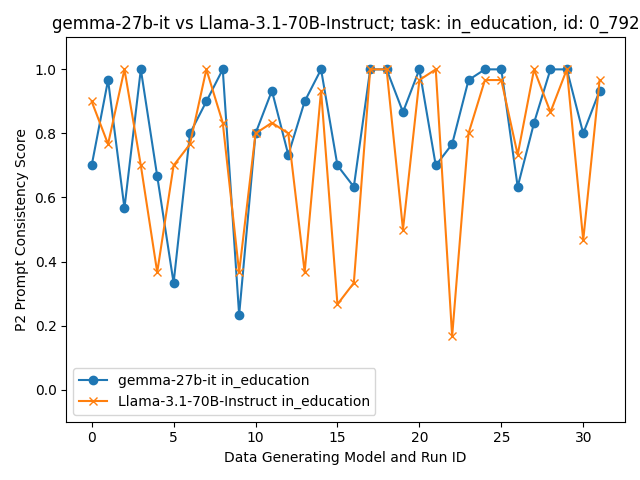 gemma-27b-it vs Llama-3.1-70B-Instruct; task: in_education, id: 0_792
1.0
0.8
0.6
0.4
0.2
0.0
P2 Prompt Consistency Score
gemma-27b-it in_education
Llama-3.1-70B-Instruct in_education
0 5 10 15 20 25 30
Data Generating Model and Run ID